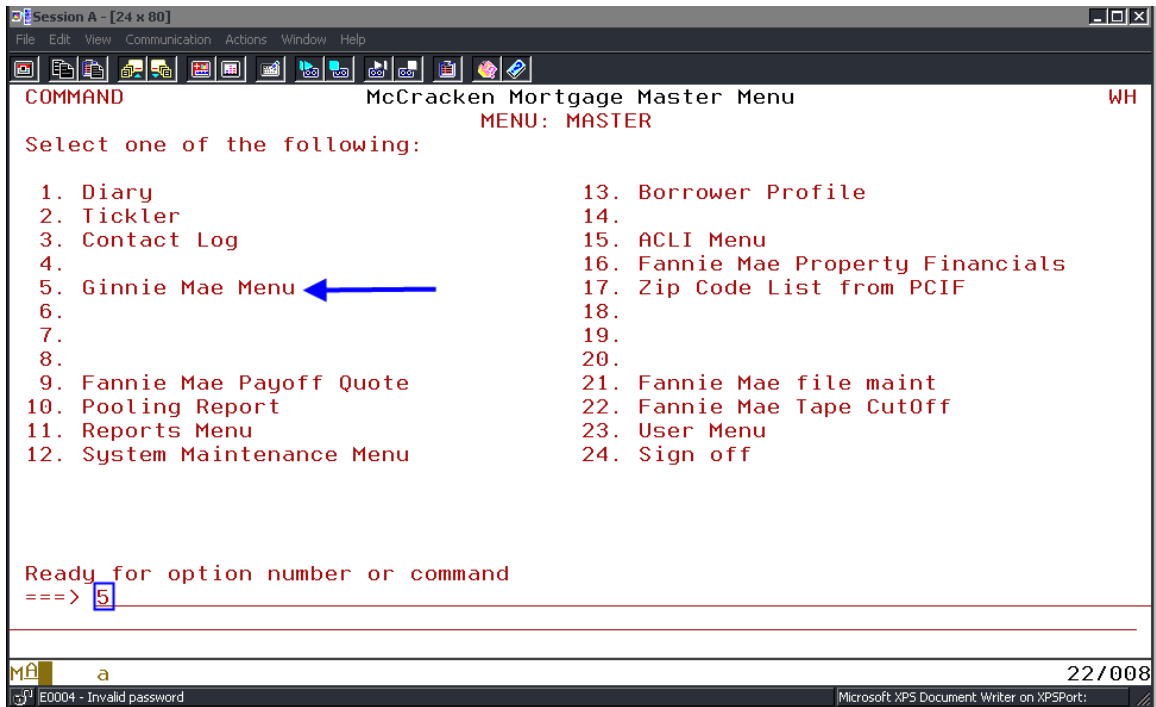 Session A - [24 x 80]
File Edit View Communication Actions Window Help
COMMAND McCracken Mortgage Master Menu WH
MENU: MASTER
Select one of the following:
1. Diary 13. Borrower Profile
2. Tickler 14.
3. Contact Log 15. ACLI Menu
4. 16. Fannie Mae Property Financials
5. Ginnie Mae Menu 17. Zip Code List from PCIF
6. 18.
7. 19.
8. 20.
9. Fannie Mae Payoff Quote 21. Fannie Mae file maint
10. Pooling Report 22. Fannie Mae Tape CutOff
11. Reports Menu 23. User Menu
12. System Maintenance Menu 24. Sign off
Ready for option number or command
===> 5
MA a 22/008
E0004 - Invalid password Microsoft XPS Document Writer on XPSPort: